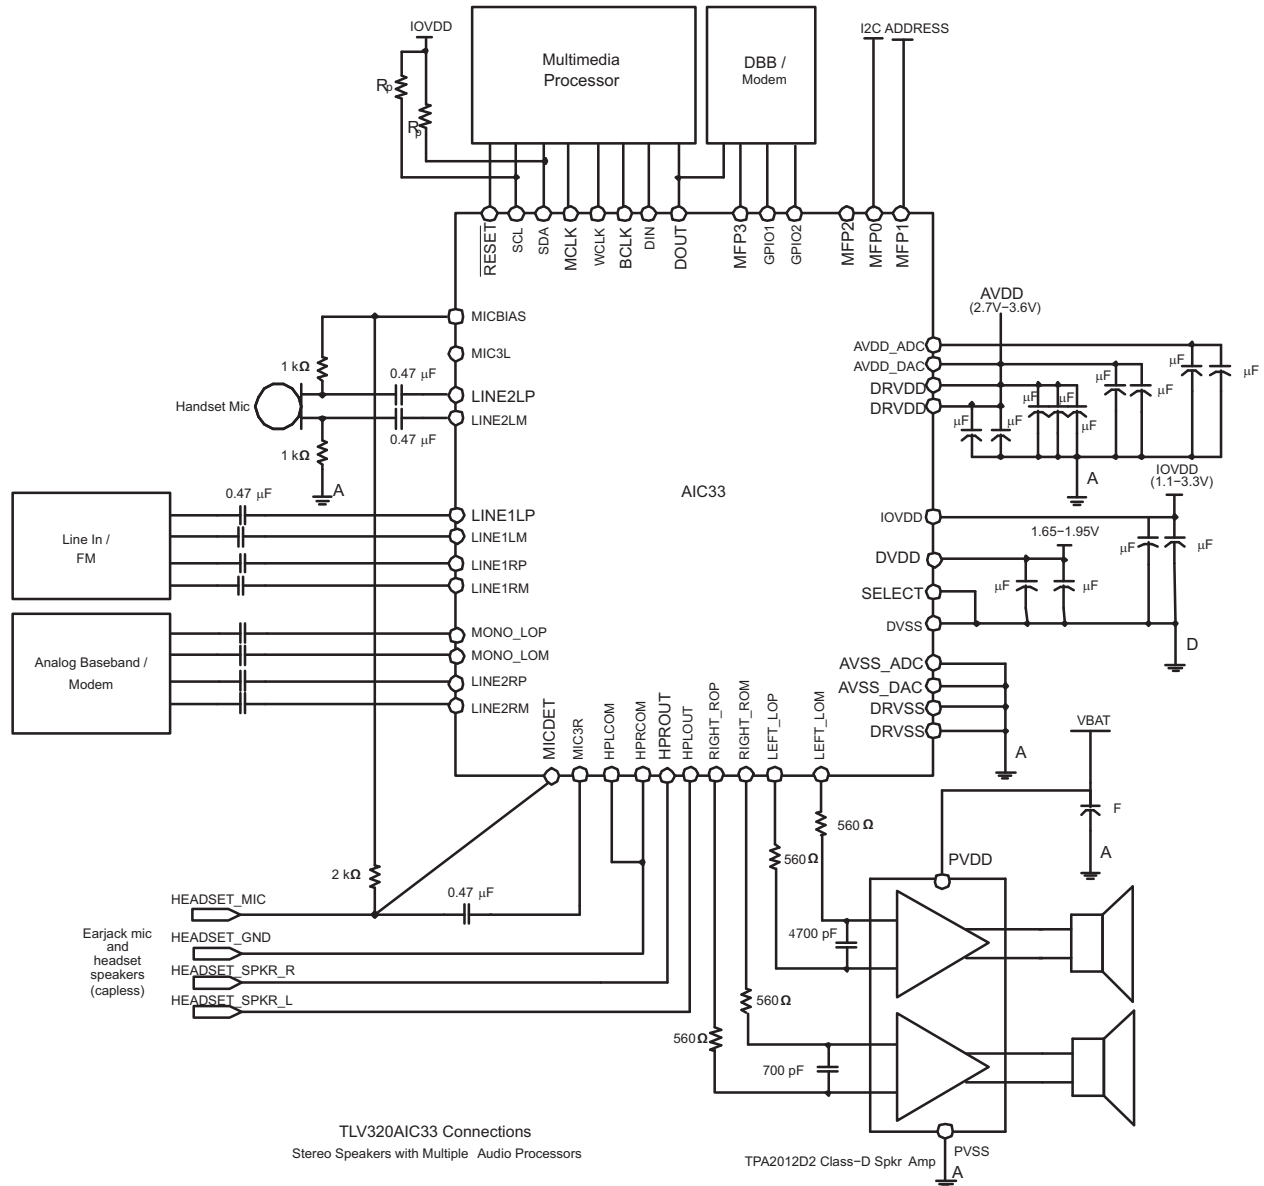 IOVDD
Rp
Rp
Multimedia
Processor
DBB /
Modem
I2C ADDRESS
RESET
SCL
SDA
MCLK
WCLK
BCLK
DIN
DOUT
MFP3
GPIO1
GPIO2
MFP2
MFP0
MFP1
MICBIAS
MIC3L
LINE2LP
LINE2LM
1 kΩ
0.47 μF
Handset Mic
0.47 μF
1 kΩ
A
AIC33
AVDD
(2.7V−3.6V)
AVDD_ADC
AVDD_DAC
DRVDD
DRVDD
μF
μF
μF
μF
μF
μF
μF
μF
μF
A
IOVDD
(1.1−3.3V)
IOVDD
1.65−1.95V
DVDD
μF
μF
μF
μF
SELECT
DVSS
D
0.47 μF
Line In /
FM
LINE1LP
LINE1LM
LINE1RP
LINE1RM
Analog Baseband /
Modem
MONO_LOP
MONO_LOM
LINE2RP
LINE2RM
AVSS_ADC
AVSS_DAC
DRVSS
DRVSS
A
MICDET
MIC3R
HPLCOM
HPRCOM
HPROUT
HPLOUT
RIGHT_ROP
RIGHT_ROM
LEFT_LOP
LEFT_LOM
VBAT
F
A
560 Ω
560Ω
PVDD
2 kΩ
0.47 μF
HEADSET_MIC
HEADSET_GND
HEADSET_SPKR_R
HEADSET_SPKR_L
Earjack mic
and
headset
speakers
(capless)
4700 pF
560Ω
560Ω
700 pF
TLV320AIC33 Connections
Stereo Speakers with Multiple Audio Processors
TPA2012D2 Class−D Spkr Amp
PVSS
A